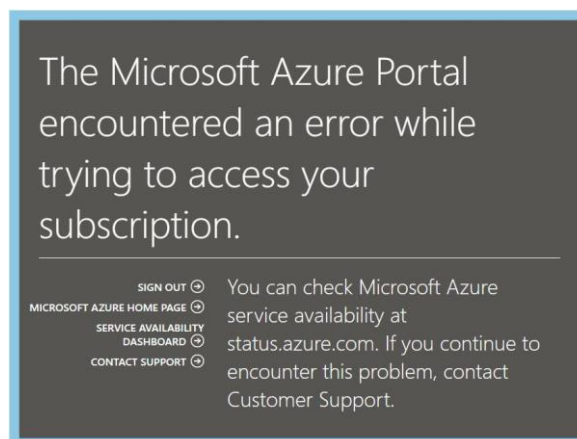 The Microsoft Azure Portal
encountered an error while
trying to access your
subscription.
SIGN OUT
MICROSOFT AZURE HOME PAGE
SERVICE AVAILABILITY
DASHBOARD
CONTACT SUPPORT
You can check Microsoft Azure
service availability at
status.azure.com. If you continue to
encounter this problem, contact
Customer Support.